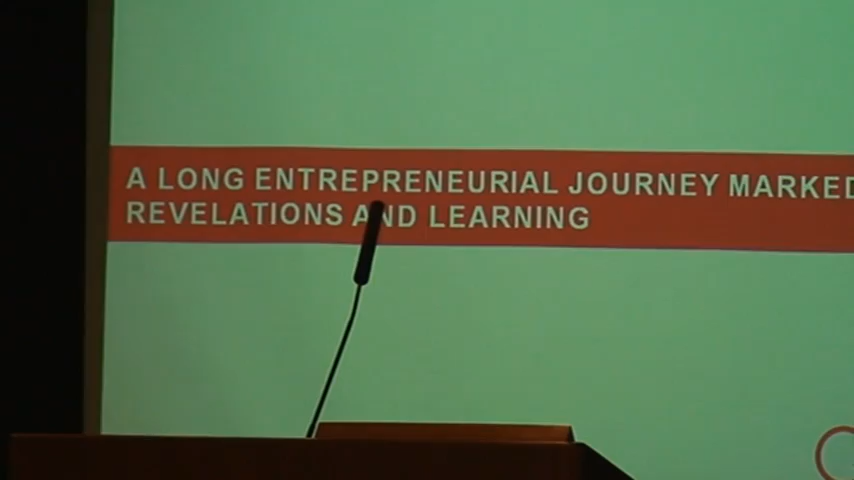 A LONG ENTREPRENEURIAL JOURNEY MARKED
REVELATIONS AND LEARNING